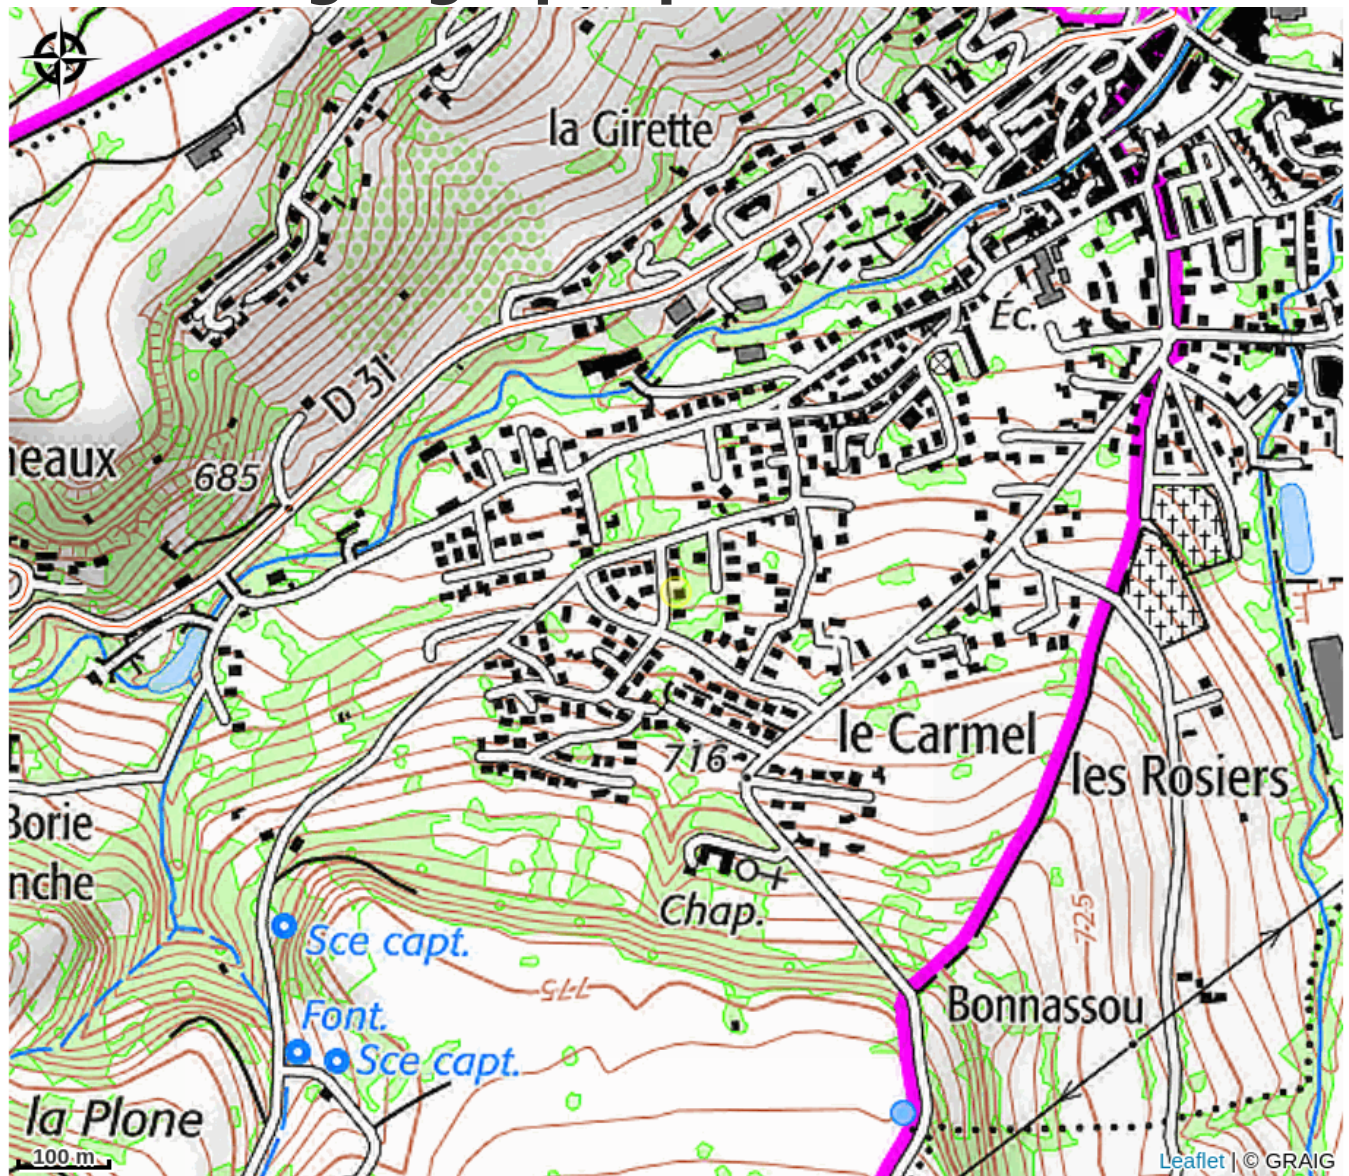 la Girette
Éc.
D 31
neaux
685
le Carmel
716
les Rosiers
Borie
nche
Chap.
725
Sce capt.
775
Bonnassou
Font.
Sce capt.
la Plone
100 m
Leaflet | © GRAIG